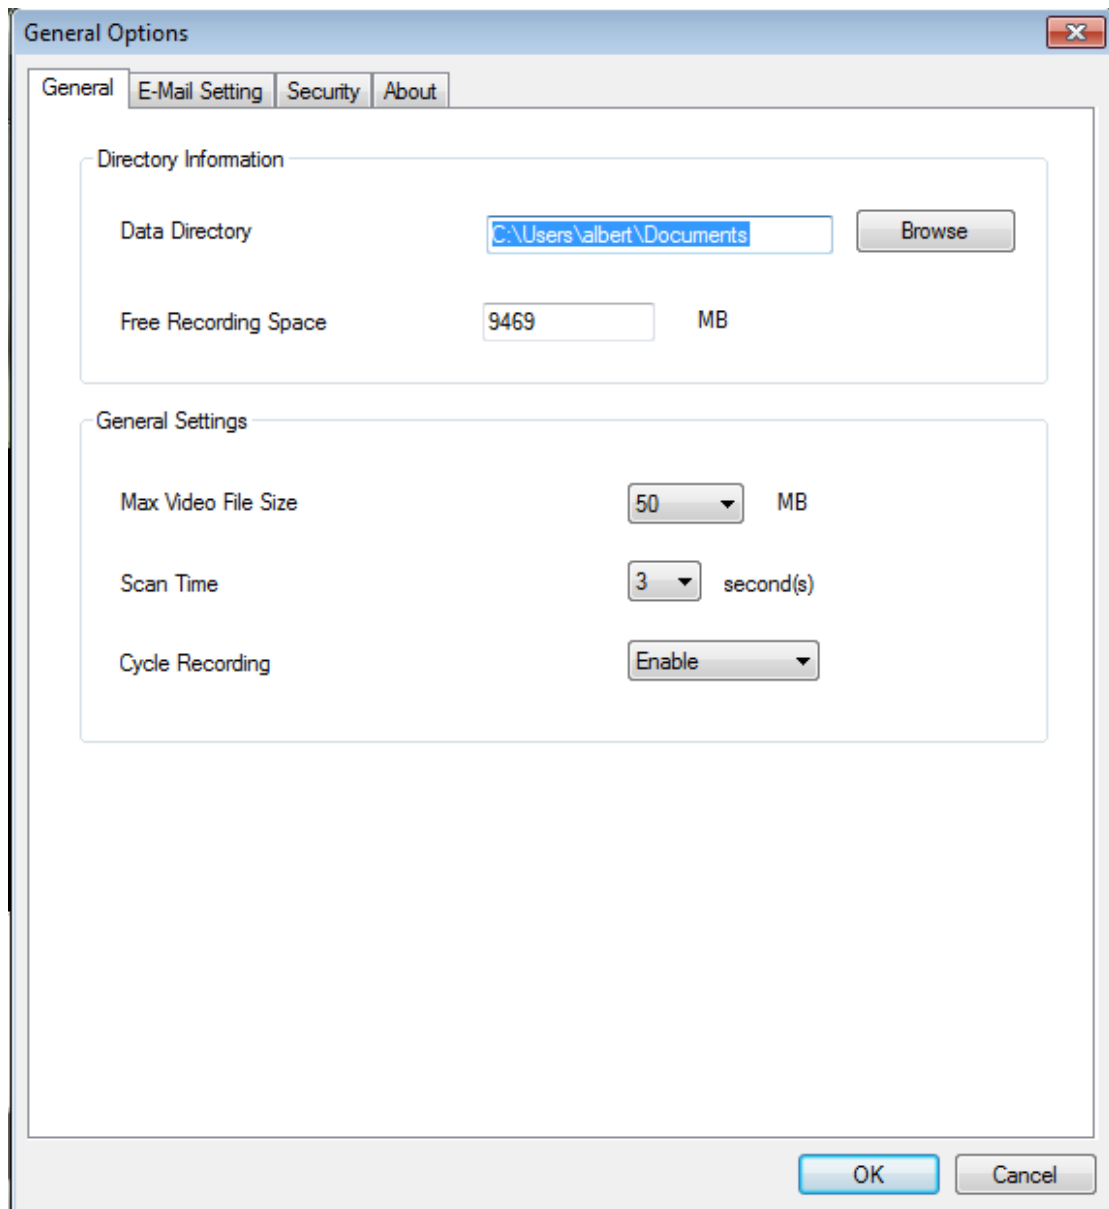 General Options
General E-Mail Setting Security About
Directory Information
Data Directory C:\Users\albert\Documents Browse
Free Recording Space 9469 MB
General Settings
Max Video File Size 50 MB
Scan Time 3 second(s)
Cycle Recording Enable
OK Cancel